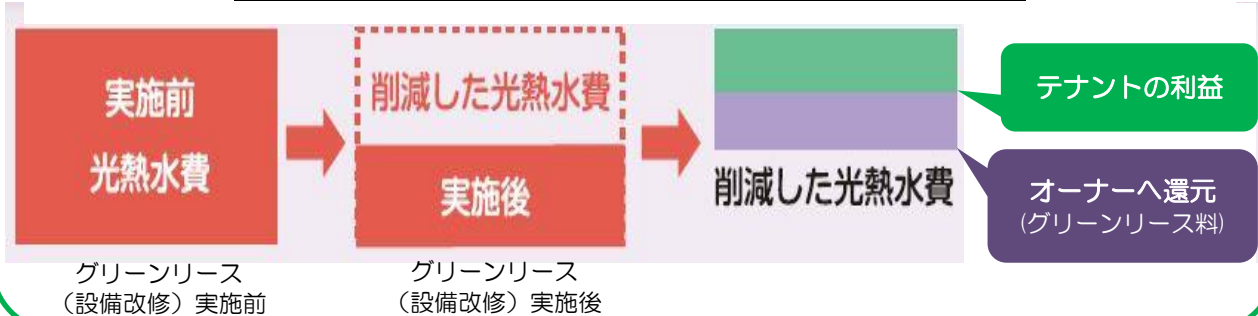 実施前
光熱水費
削減した光熱水費
実施後
削減した光熱水費
テナントの利益
オーナーへ還元
(グリーンリース料)
グリーンリース
（設備改修）実施前
グリーンリース
（設備改修）実施後